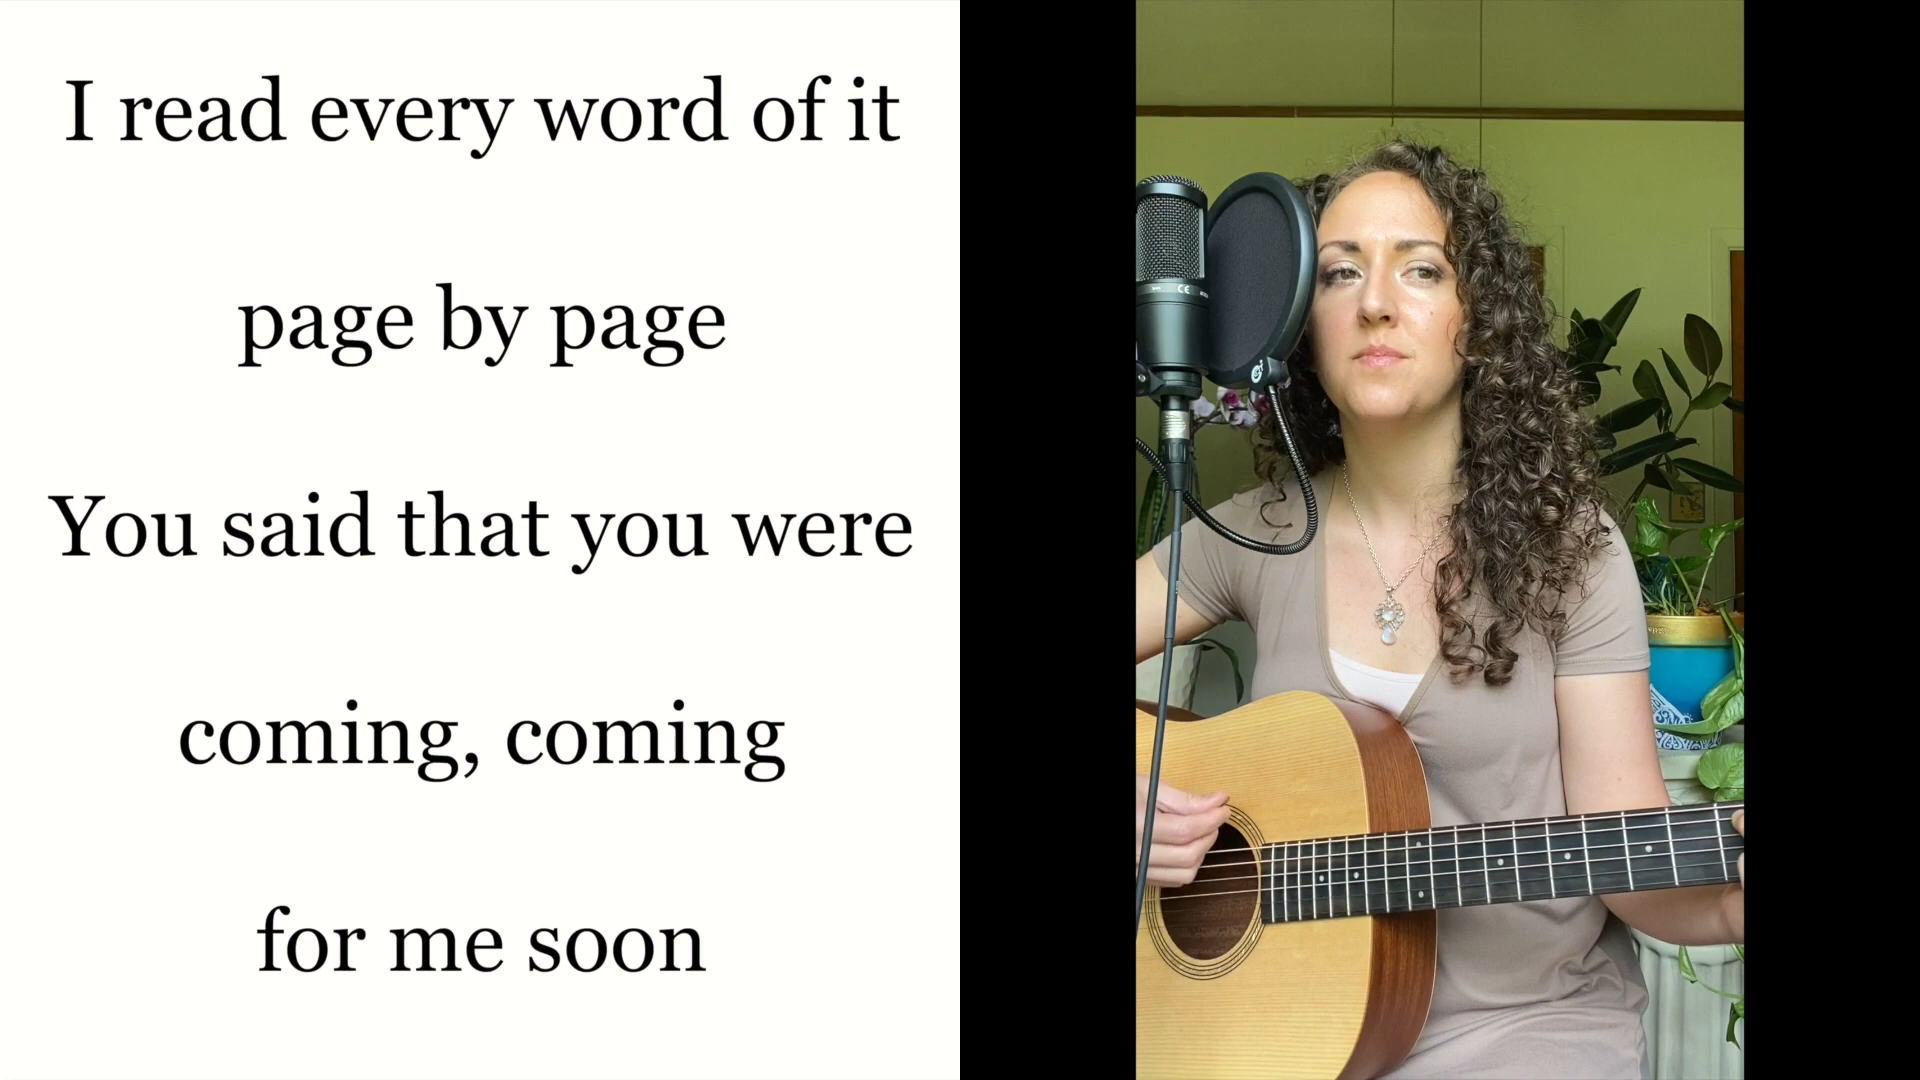 I read every word of it
page by page
You said that you were
coming, coming
for me soon